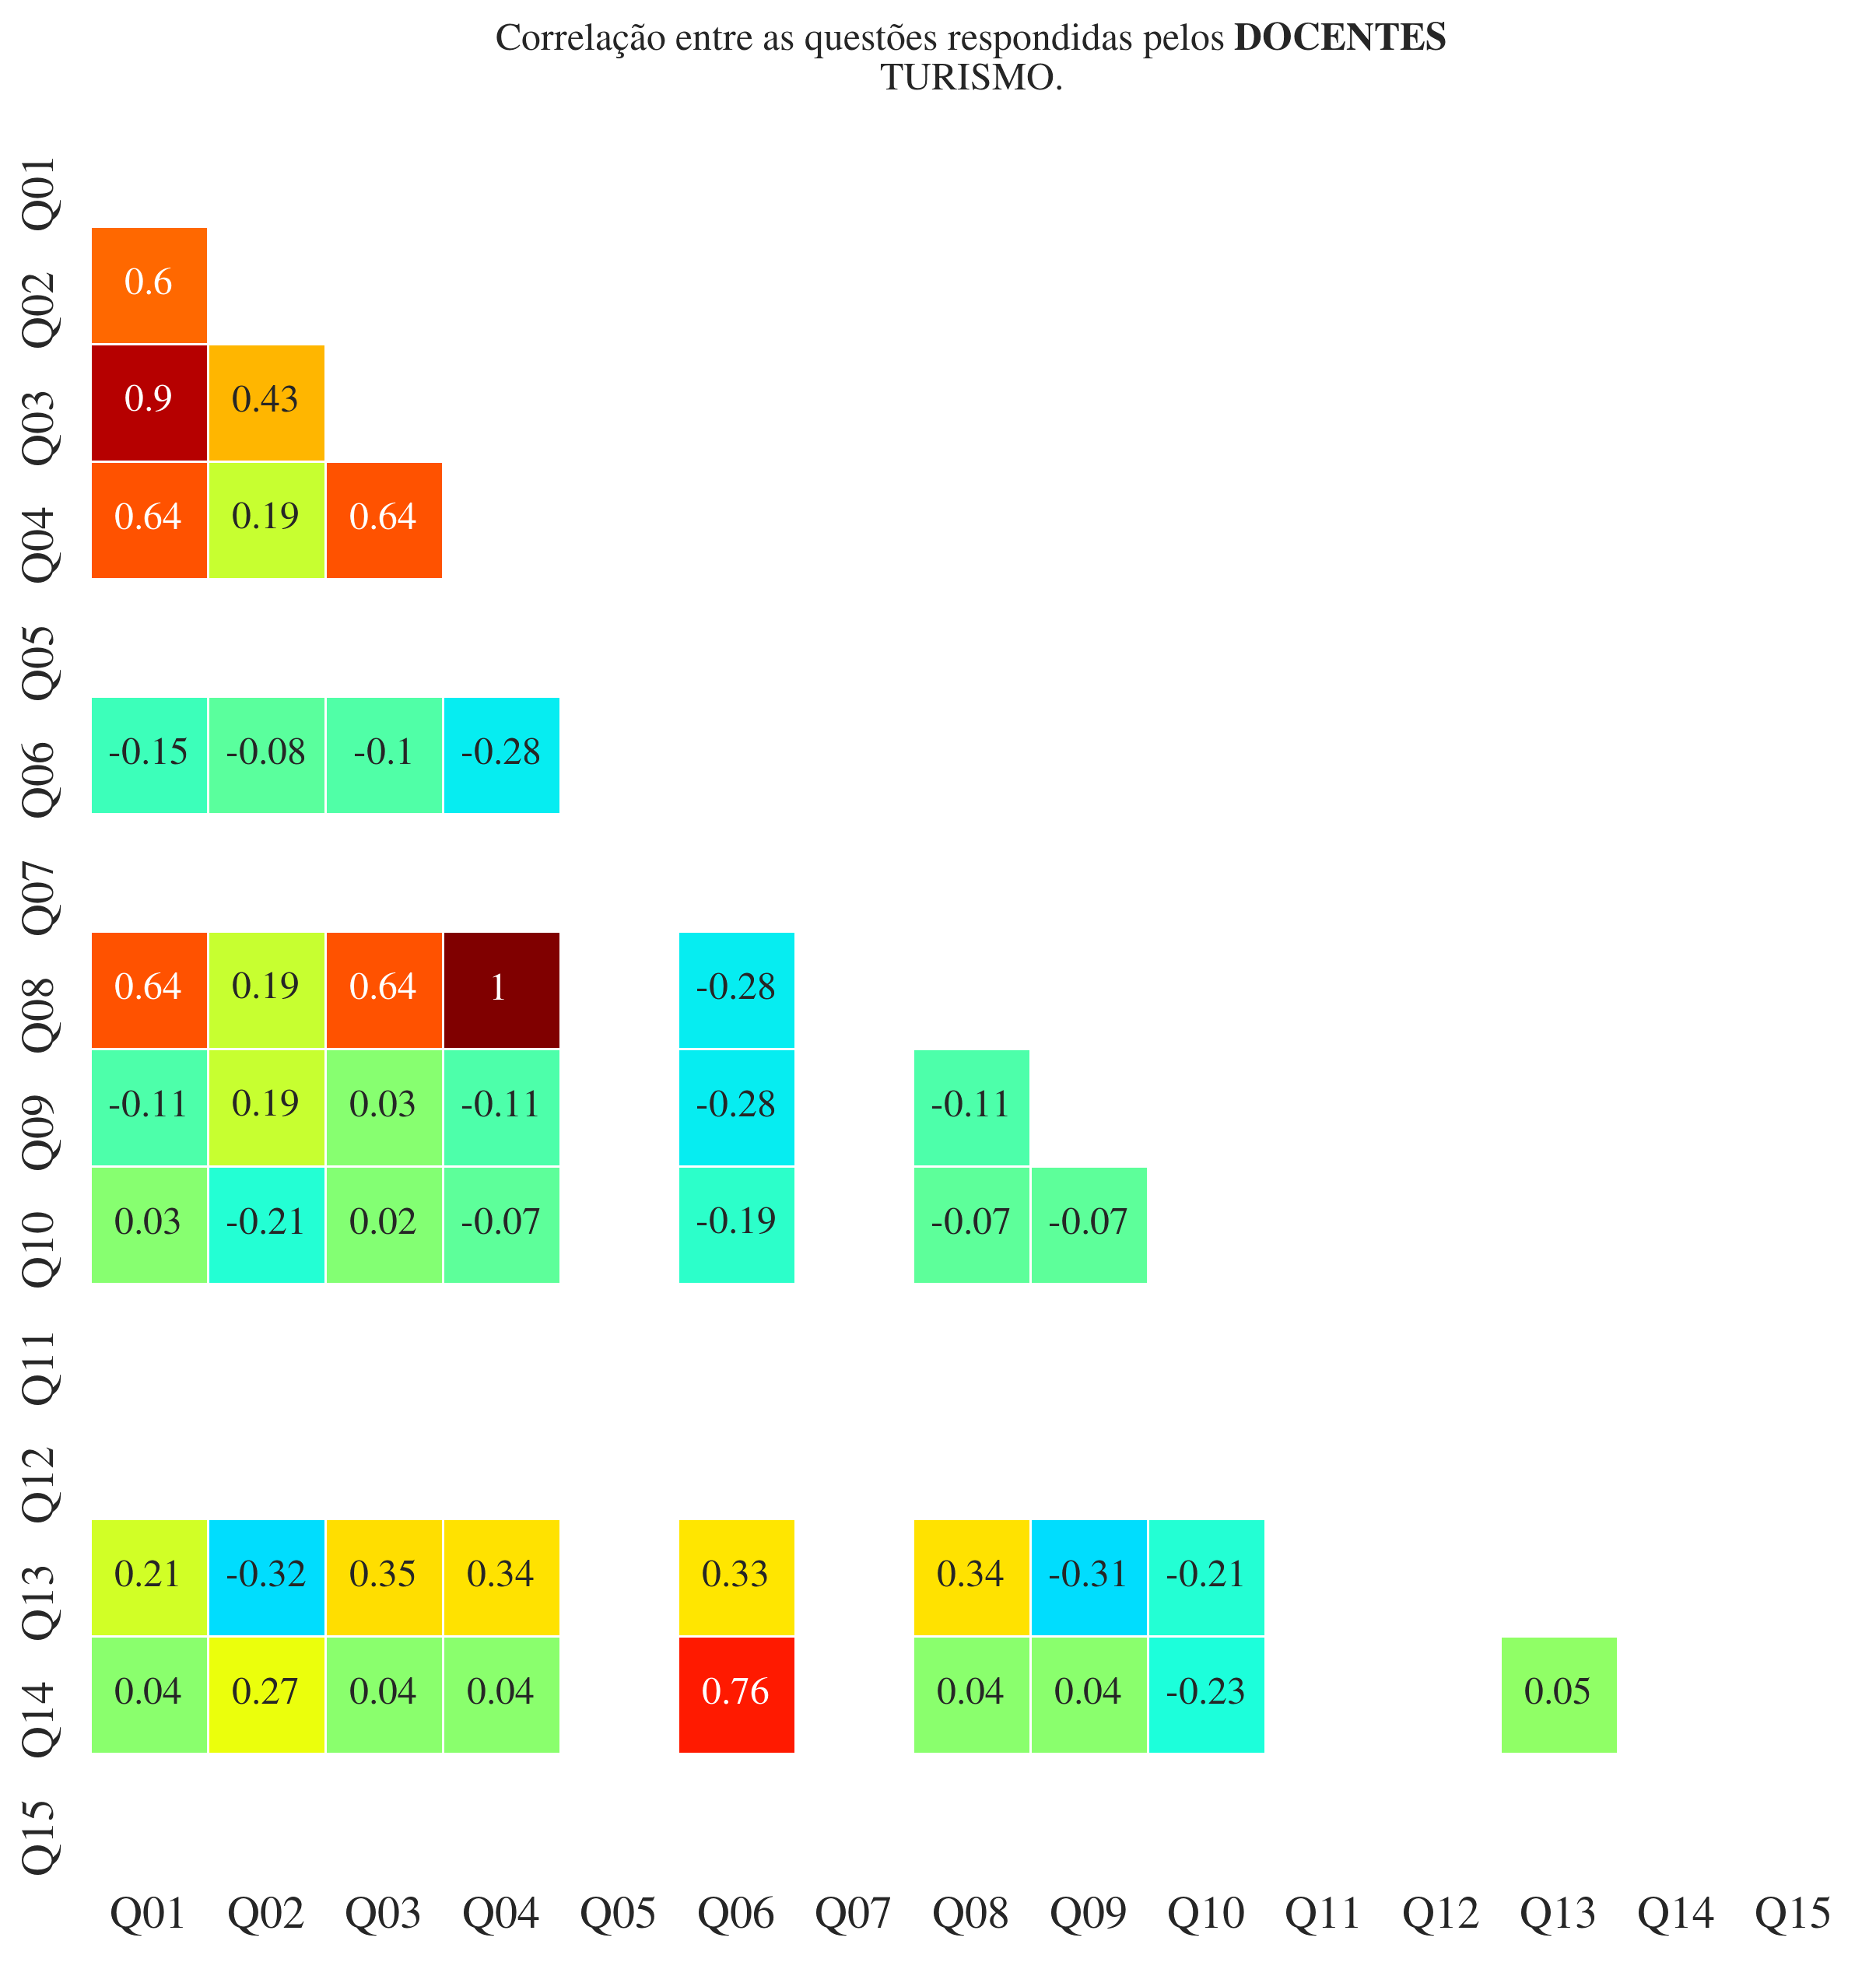 Correlação entre as questões respondidas pelos DOCENTES
TURISMO.
Q01
Q02 0.6
Q03 0.9 0.43
Q04 0.64 0.19 0.64
Q05
Q06 -0.15 -0.08 -0.1 -0.28
Q07
Q08 0.64 0.19 0.64 1 -0.28
Q09 -0.11 0.19 0.03 -0.11 -0.28 -0.11
Q10 0.03 -0.21 0.02 -0.07 -0.19 -0.07 -0.07
Q11
Q12
Q13 0.21 -0.32 0.35 0.34 0.33 0.34 -0.31 -0.21
Q14 0.04 0.27 0.04 0.04 0.76 0.04 0.04 -0.23 0.05
Q15
Q01 Q02 Q03 Q04 Q05 Q06 Q07 Q08 Q09 Q10 Q11 Q12 Q13 Q14 Q15